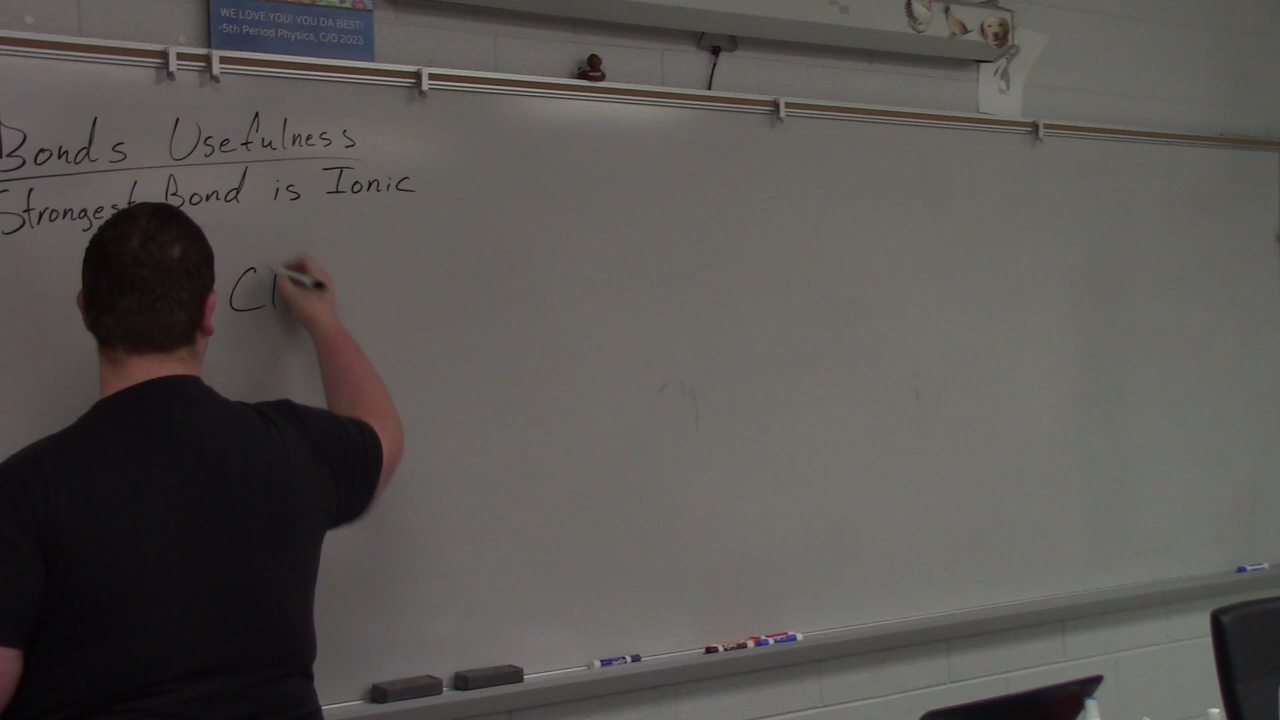 WE LOVE YOU! YOU DA BEST!
-5th Period Physics, C/O 2023
Bonds Usefulness
Strongest Bond is Ionic
Cl